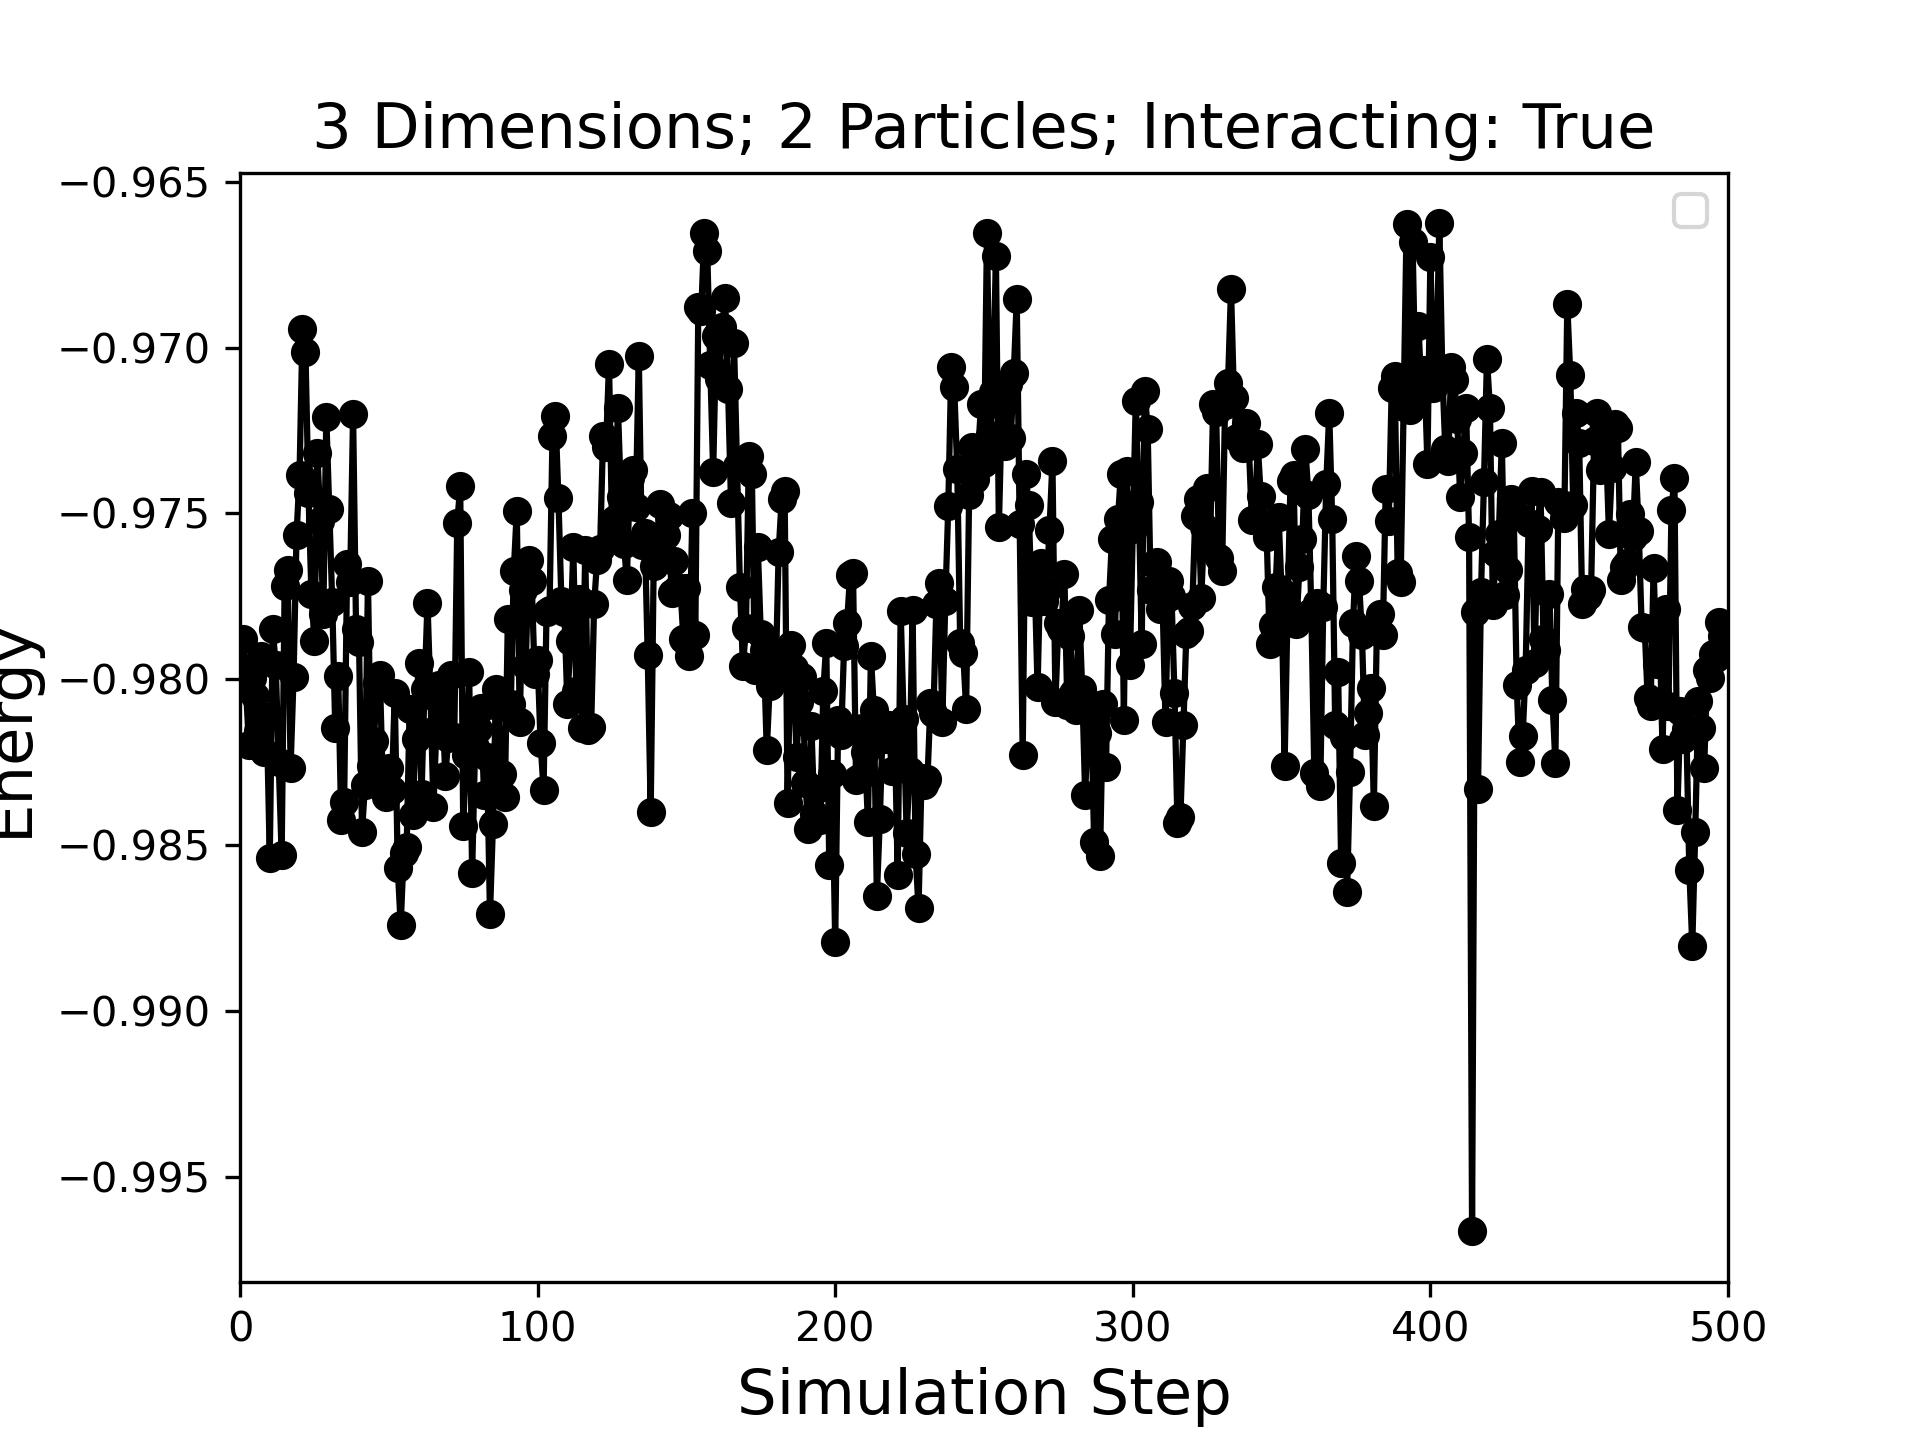 3 Dimensions; 2 Particles; Interacting: True
−0.965
−0.970
−0.975
−0.980
−0.985
−0.990
−0.995
Energy
0 100 200 300 400 500
Simulation Step